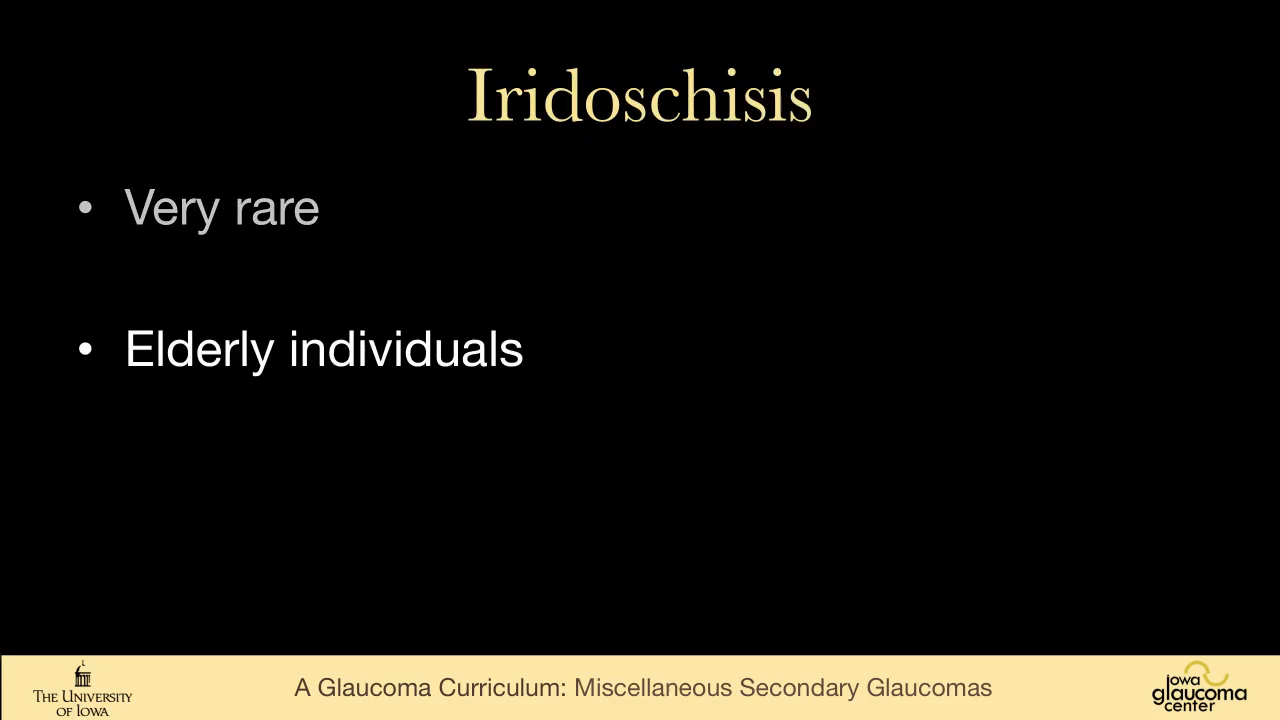 Iridoschisis
• Very rare
• Elderly individuals
THE UNIVERSITY
OF IOWA
A Glaucoma Curriculum: Miscellaneous Secondary Glaucomas
iowa
glaucoma
center